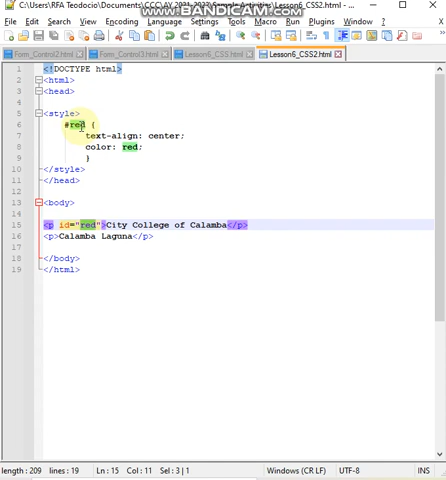 C:\Users\RFA Teodocio\Documents\CCC\AY 2021-2022\Sample Activities\Lesson6_CSS2.html -
WWW.BANDICAM.COM
File Edit Search View Encoding Language Settings Tools Macro Run Plugins Window ?
Form_Control2.html Form_Control3.html Lesson6_CSS.html Lesson6_CSS2.html
1 <!DOCTYPE html>
2 <html>
3 <head>
4
5 <style>
6 #red {
7 text-align: center;
8 color: red;
9 }
10 </style>
11 </head>
12
13 <body>
14
15 <p id="red">City College of Calamba</p>
16 <p>Calamba Laguna</p>
17
18 </body>
19 </html>
length : 209 lines : 19 Ln : 15 Col : 11 Sel : 3 | 1 Windows (CR LF) UTF-8 INS